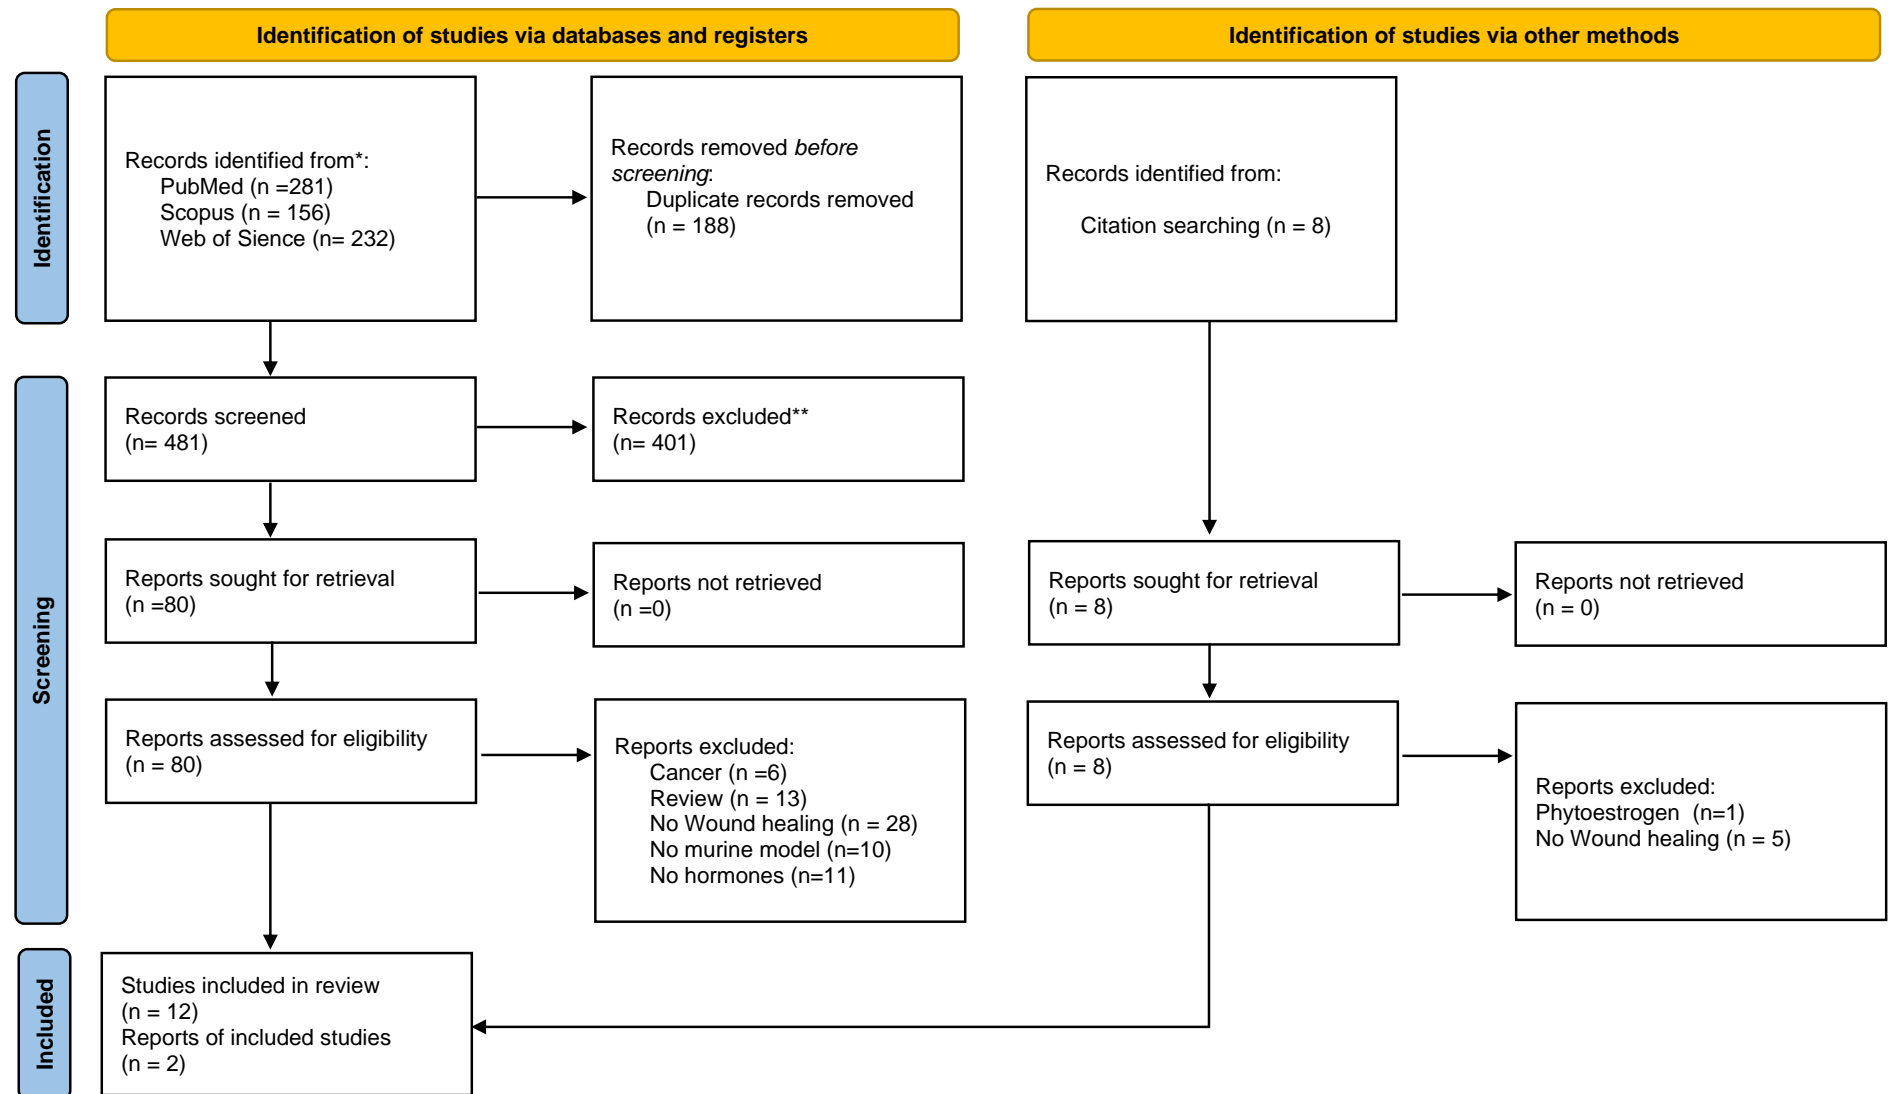 Identification of studies via databases and registers
Identification of studies via other methods
Identification
Records identified from*:
PubMed (n =281)
Scopus (n = 156)
Web of Sience (n= 232)
Records removed before
screening:
Duplicate records removed
(n = 188)
Records identified from:
Citation searching (n = 8)
Screening
Records screened
(n= 481)
Records excluded**
(n= 401)
Reports sought for retrieval
(n =80)
Reports not retrieved
(n =0)
Reports sought for retrieval
(n = 8)
Reports not retrieved
(n = 0)
Reports assessed for eligibility
(n = 80)
Reports excluded:
Cancer (n =6)
Review (n = 13)
No Wound healing (n = 28)
No murine model (n=10)
No hormones (n=11)
Reports assessed for eligibility
(n = 8)
Reports excluded:
Phytoestrogen (n=1)
No Wound healing (n = 5)
Included
Studies included in review
(n = 12)
Reports of included studies
(n = 2)